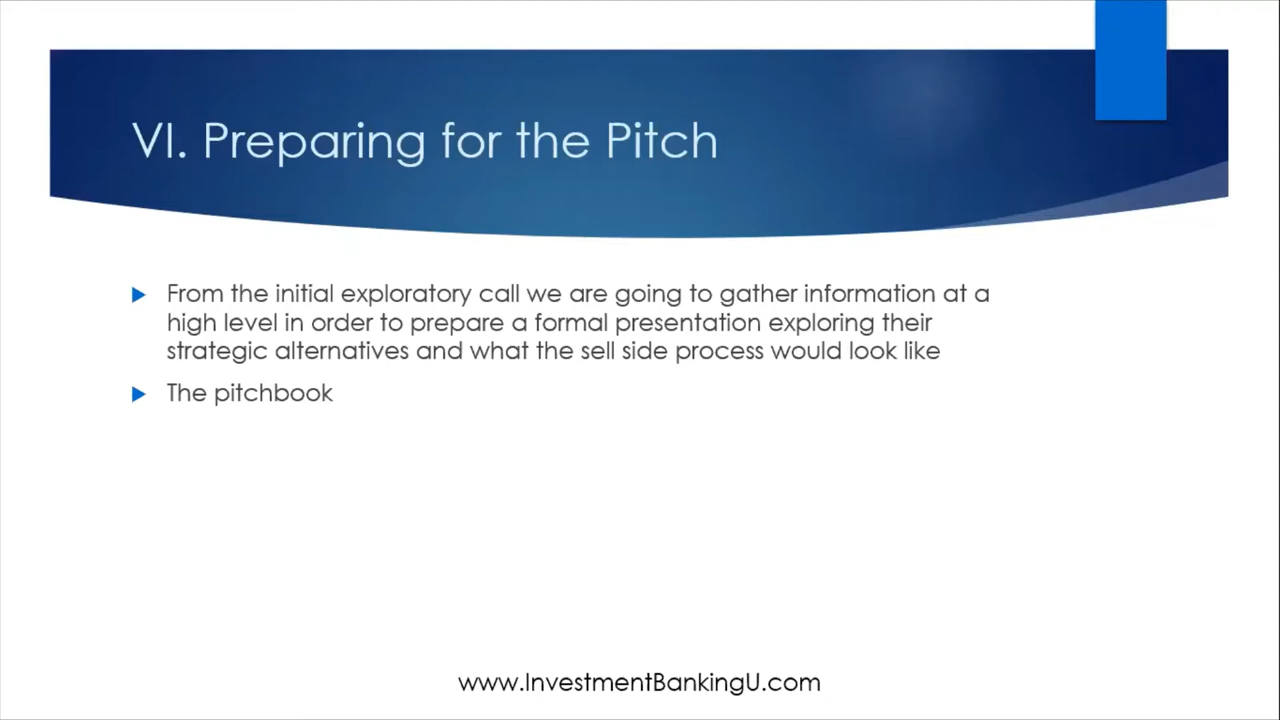 VI. Preparing for the Pitch
From the initial exploratory call we are going to gather information at a
high level in order to prepare a formal presentation exploring their
strategic alternatives and what the sell side process would look like
The pitchbook
www.InvestmentBankingU.com